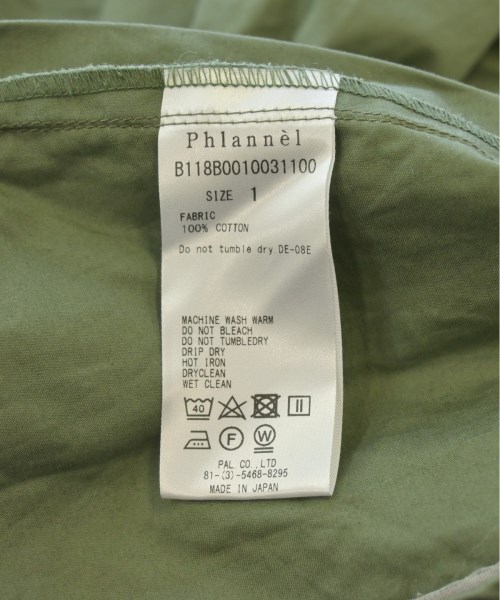 Phlannèl
B118B0010031100
SIZE 1
FABRIC
100% COTTON
Do not tumble dry DE-08E
MACHINE WASH WARM
DO NOT BLEACH
DO NOT TUMBLEDRY
DRIP DRY
HOT IRON
DRYCLEAN
WET CLEAN
40
F W
PAL CO.,LTD
81-(3)-5468-8295
MADE IN JAPAN